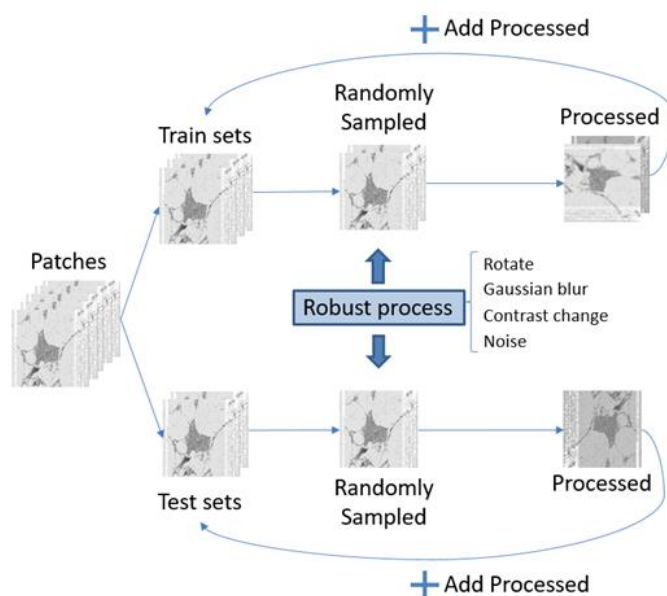 + Add Processed
Randomly
Sampled
Processed
Train sets
Patches
Robust process
Rotate
Gaussian blur
Contrast change
Noise
Test sets
Randomly
Sampled
Processed
+ Add Processed